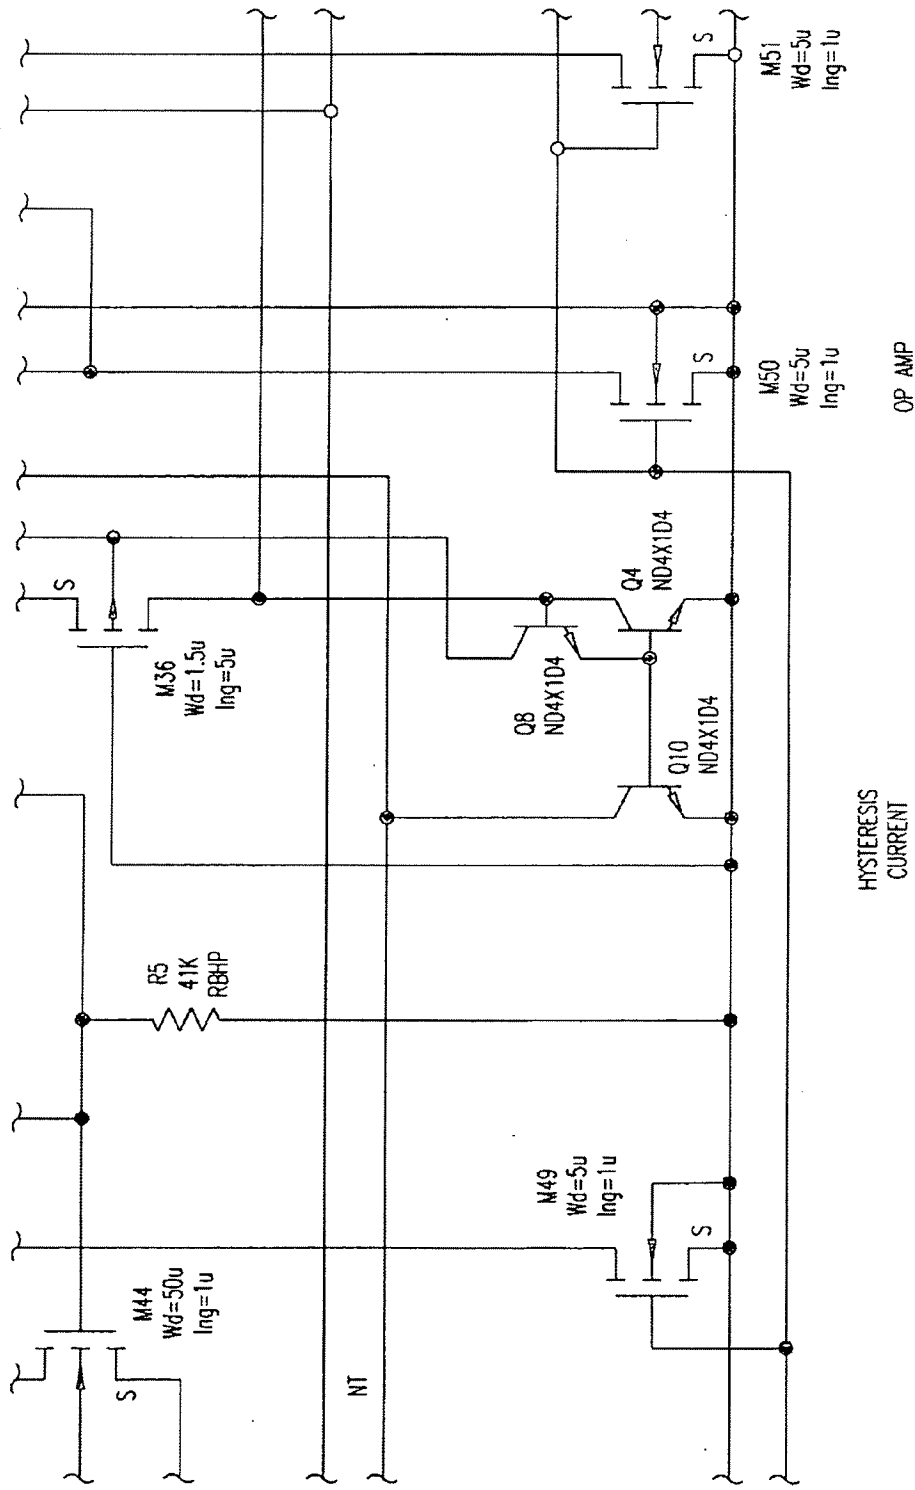 M44
Wd=50u
lng=1u
S
NT
M49
Wd=5u
lng=1u
S
R5
41K
RBHP
HYSTERESIS
CURRENT
M36
Wd=1.5u
lng=5u
S
Q8
ND4X1D4
Q10
ND4X1D4
Q4
ND4X1D4
M50
Wd=5u
lng=1u
S
OP AMP
M51
Wd=5u
lng=1u
S